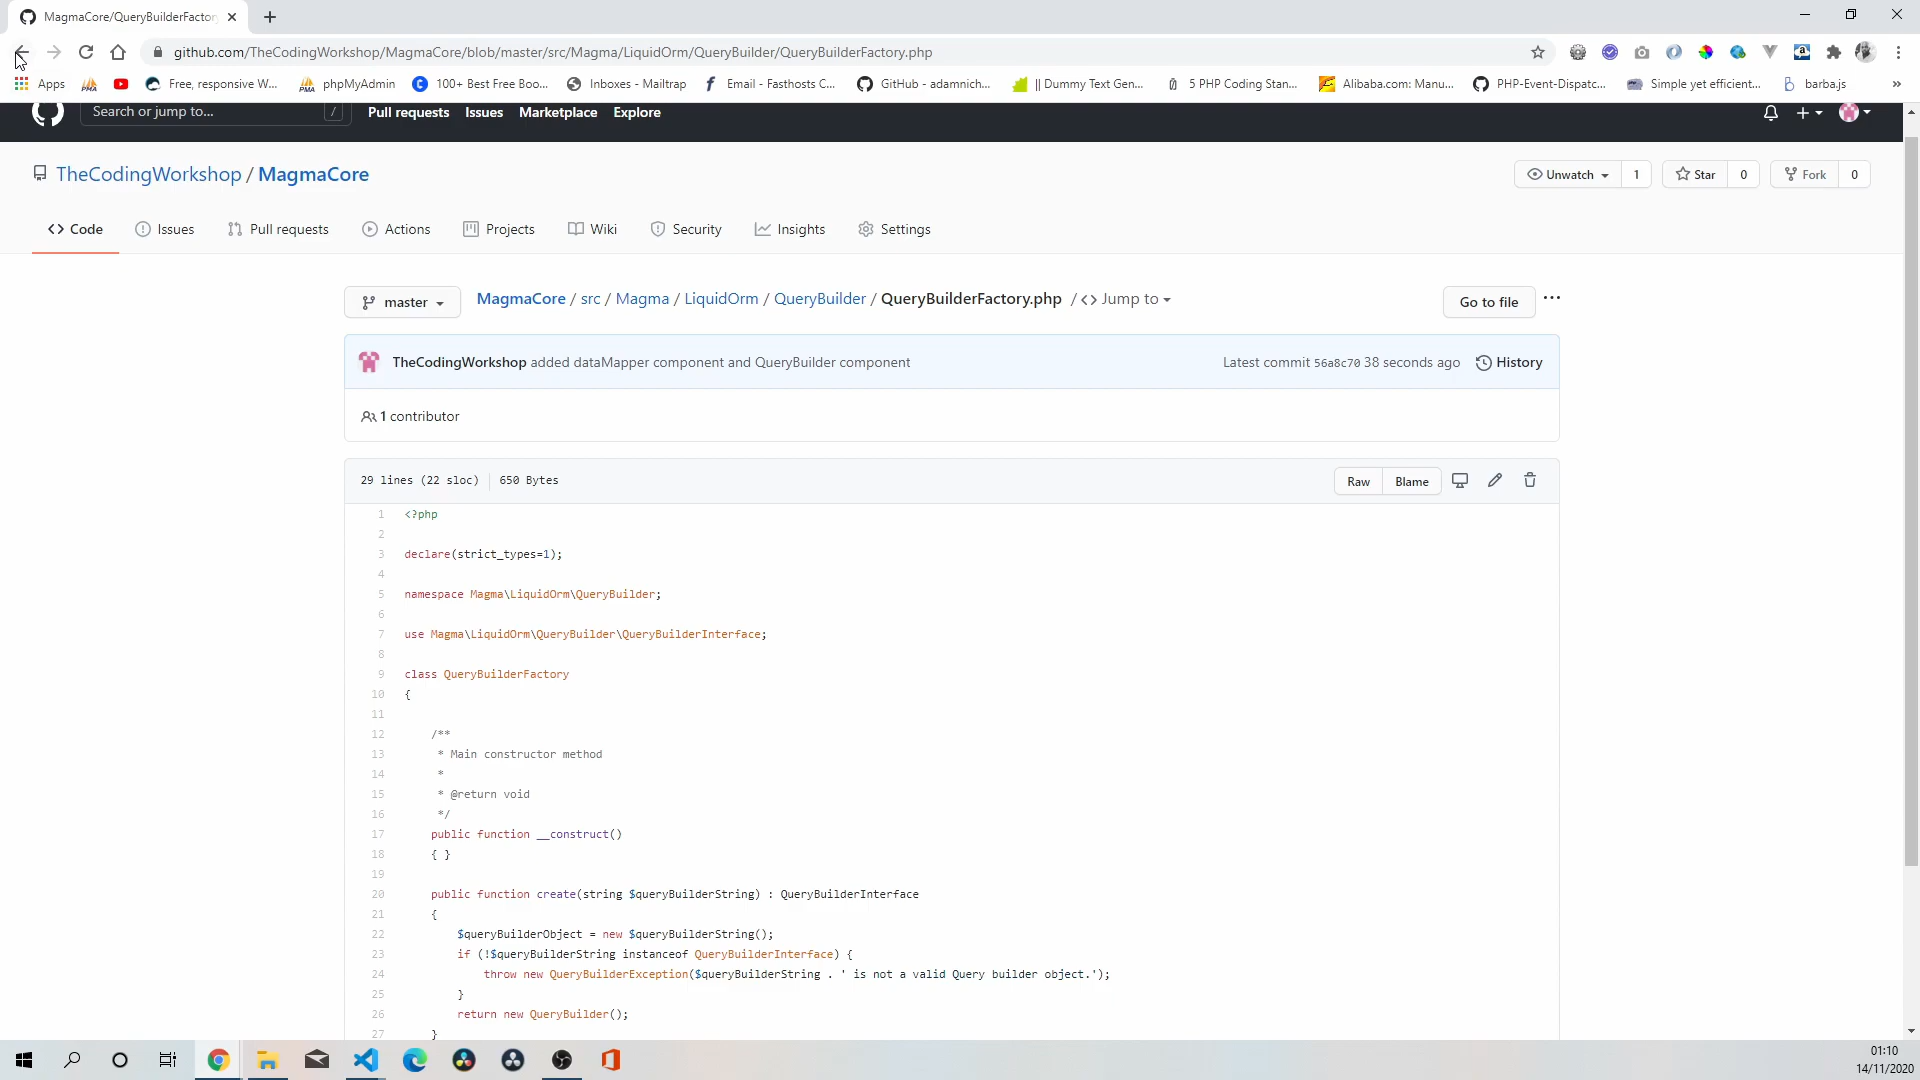 MagmaCore/QueryBuilderFactor
github.com/TheCodingWorkshop/MagmaCore/blob/master/src/Magma/LiquidOrm/QueryBuilder/QueryBuilderFactory.php
Apps
PMA
Free, responsive W...
PMA
phpMyAdmin
100+ Best Free Boo...
Inboxes - Mailtrap
Email - Fasthosts C...
GitHub - adamnich...
|| Dummy Text Gen...
5 PHP Coding Stan...
Alibaba.com: Manu...
PHP-Event-Dispatc...
Simple yet efficient...
barba.js
»
Search or jump to...
/
Pull requests
Issues
Marketplace
Explore
TheCodingWorkshop / MagmaCore
Unwatch
1
Star
0
Fork
0
Code
Issues
Pull requests
Actions
Projects
Wiki
Security
Insights
Settings
master
MagmaCore / src / Magma / LiquidOrm / QueryBuilder / QueryBuilderFactory.php / <> Jump to
Go to file
...
TheCodingWorkshop added dataMapper component and QueryBuilder component
Latest commit 56a8c70 38 seconds ago
History
1 contributor
29 lines (22 sloc)
650 Bytes
Raw
Blame
1 <?php
2
3 declare(strict_types=1);
4
5 namespace Magma\LiquidOrm\QueryBuilder;
6
7 use Magma\LiquidOrm\QueryBuilder\QueryBuilderInterface;
8
9 class QueryBuilderFactory
10 {
11
12 /**
13 * Main constructor method
14 *
15 * @return void
16 */
17 public function __construct()
18 { }
19
20 public function create(string $queryBuilderString) : QueryBuilderInterface
21 {
22 $queryBuilderObject = new $queryBuilderString();
23 if (!$queryBuilderString instanceof QueryBuilderInterface) {
24 throw new QueryBuilderException($queryBuilderString . ' is not a valid Query builder object.');
25 }
26 return new QueryBuilder();
27 }
01:10
14/11/2020